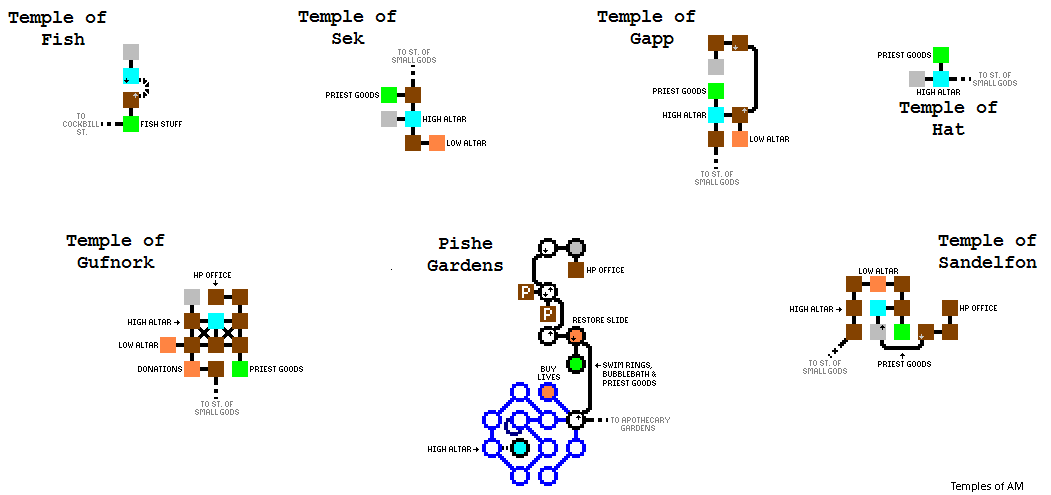 Temple of
Fish
TO
COCKBILL
ST.
FISH STUFF
Temple of
Sek
TO ST. OF
SMALL GODS
PRIEST GOODS
HIGH ALTAR
LOW ALTAR
Temple of
Gapp
PRIEST GOODS
HIGH ALTAR
LOW ALTAR
TO ST. OF
SMALL GODS
PRIEST GOODS
TO ST. OF
SMALL GODS
HIGH ALTAR
Temple of
Hat
Temple of
Gufnork
HP OFFICE
HIGH ALTAR
LOW ALTAR
DONATIONS
PRIEST GOODS
TO ST. OF
SMALL GODS
Pishe
Gardens
HP OFFICE
P
P
RESTORE SLIDE
SWIM RINGS,
BUBBLEBATH &
PRIEST GOODS
BUY
LIVES
TO APOTHECARY
GARDENS
HIGH ALTAR
Temple of
Sandelfon
LOW ALTAR
HIGH ALTAR
HP OFFICE
TO ST. OF
SMALL GODS
PRIEST GOODS
Temples of AM